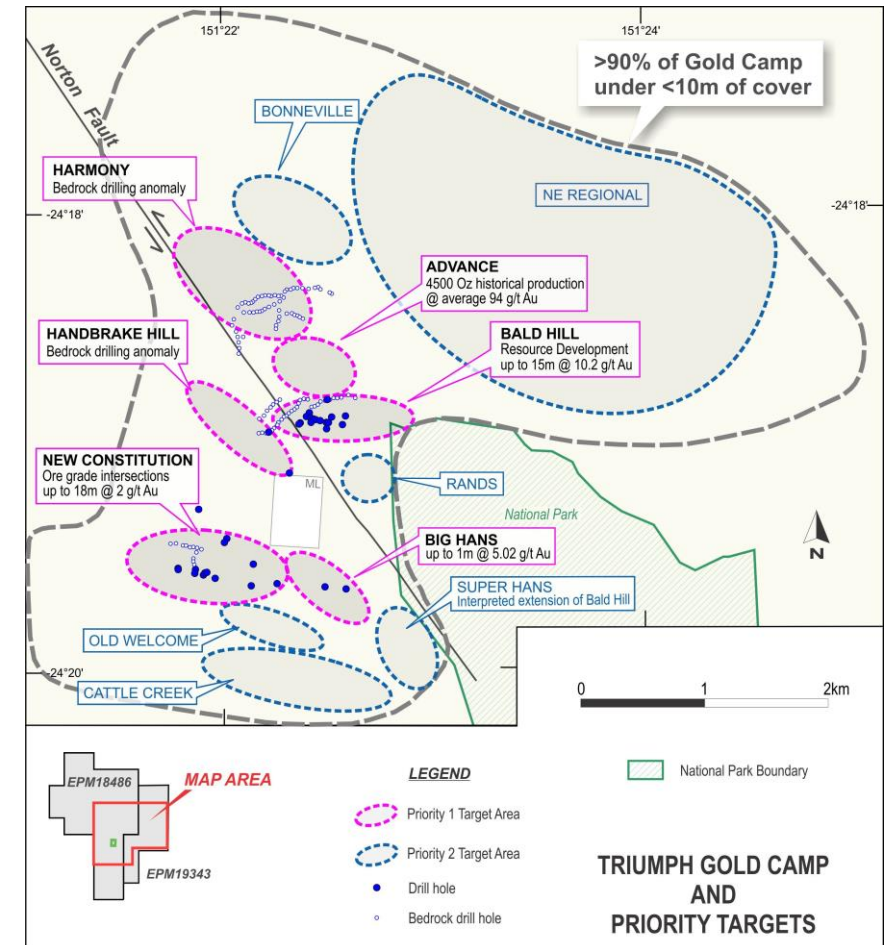 151°22'
151°24'
>90% of Gold Camp
under <10m of cover
Norton Fault
BONNEVILLE
HARMONY
Bedrock drilling anomaly
NE REGIONAL
-24°18'
-24°18'
ADVANCE
4500 Oz historical production
@ average 94 g/t Au
HANDBRAKE HILL
Bedrock drilling anomaly
BALD HILL
Resource Development
up to 15m @ 10.2 g/t Au
NEW CONSTITUTION
Ore grade intersections
up to 18m @ 2 g/t Au
ML
RANDS
National Park
N
BIG HANS
up to 1m @ 5.02 g/t Au
SUPER HANS
Interpreted extension of Bald Hill
OLD WELCOME
-24°20'
CATTLE CREEK
0 1 2km
EPM18486
MAP AREA
EPM19343
LEGEND
Priority 1 Target Area
Priority 2 Target Area
Drill hole
Bedrock drill hole
National Park Boundary
TRIUMPH GOLD CAMP
AND
PRIORITY TARGETS